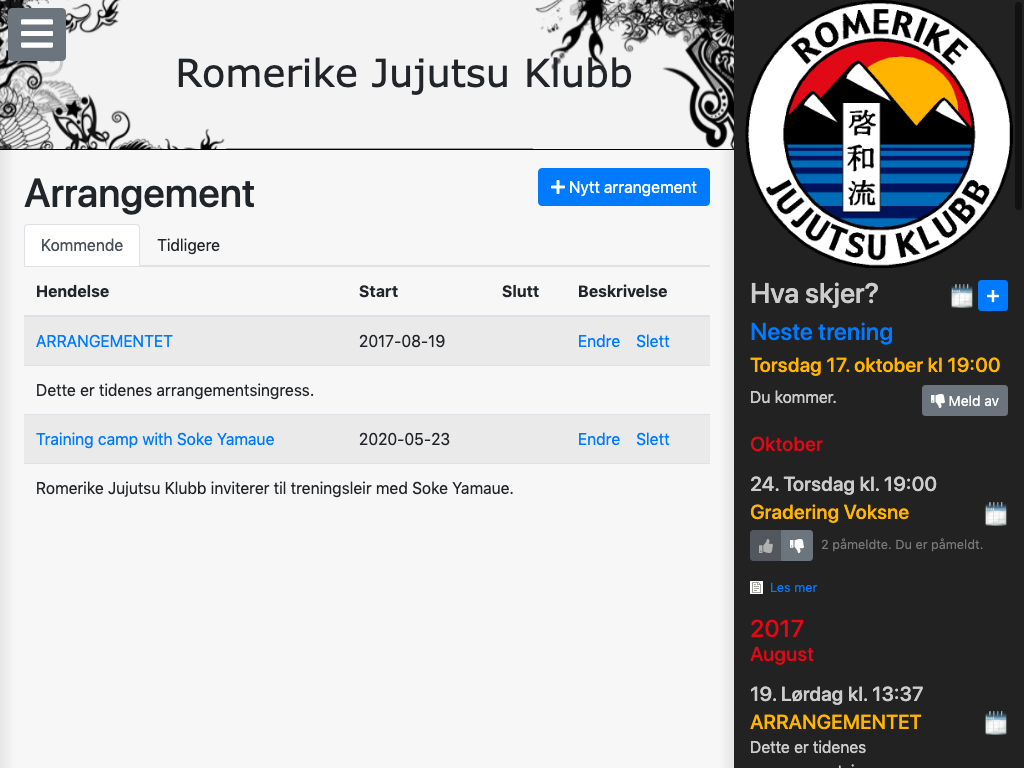 Romerike Jujutsu Klubb
Arrangement
Nytt arrangement
Kommende
Tidligere
Hendelse Start Slutt Beskrivelse
ARRANGEMENTET 2017-08-19 Endre Slett
Dette er tidenes arrangementsingress.
Training camp with Soke Yamaue 2020-05-23 Endre Slett
Romerike Jujutsu Klubb inviterer til treningsleir med Soke Yamaue.
ROMERIKE
啓和流
JUJUTSU KLUBB
Hva skjer?
Neste trening
Torsdag 17. oktober kl 19:00
Du kommer.
Meld av
Oktober
24. Torsdag kl. 19:00
Gradering Voksne
2 påmeldte. Du er påmeldt.
Les mer
2017
August
19. Lørdag kl. 13:37
ARRANGEMENTET
Dette er tidenes